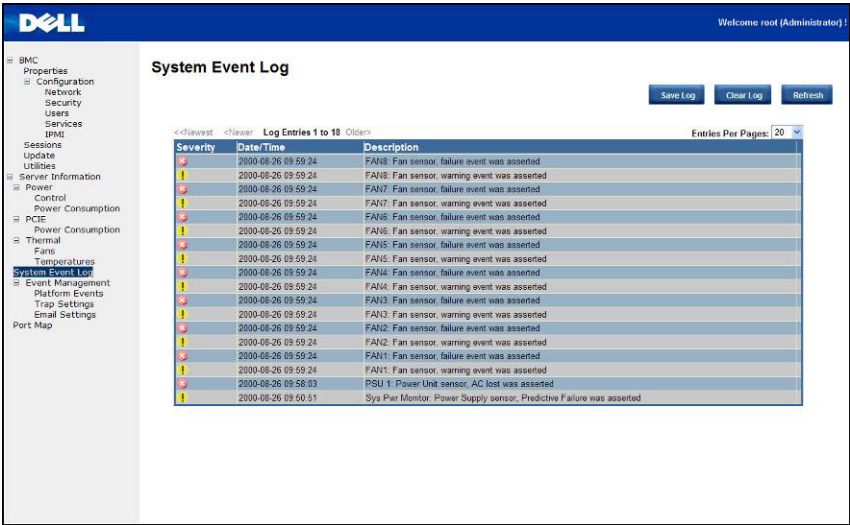 DELL
Welcome root (Administrator) !
BMC
Properties
Configuration
Network
Security
Users
Services
IPMI
Sessions
Update
Utilities
Server Information
Power
Control
Power Consumption
PCIE
Power Consumption
Thermal
Fans
Temperatures
System Event Log
Event Management
Platform Events
Trap Settings
Email Settings
Port Map
System Event Log
Save Log Clear Log Refresh
<<Newest <Newer Log Entries 1 to 18 Older> Entries Per Pages: 20
Severity Date/Time Description
2000-08-26 09:59:24 FAN8: Fan sensor, failure event was asserted
2000-08-26 09:59:24 FAN8: Fan sensor, warning event was asserted
2000-08-26 09:59:24 FAN7: Fan sensor, failure event was asserted
2000-08-26 09:59:24 FAN7: Fan sensor, warning event was asserted
2000-08-26 09:59:24 FAN6: Fan sensor, failure event was asserted
2000-08-26 09:59:24 FAN6: Fan sensor, warning event was asserted
2000-08-26 09:59:24 FAN5: Fan sensor, failure event was asserted
2000-08-26 09:59:24 FAN5: Fan sensor, warning event was asserted
2000-08-26 09:59:24 FAN4: Fan sensor, failure event was asserted
2000-08-26 09:59:24 FAN4: Fan sensor, warning event was asserted
2000-08-26 09:59:24 FAN3: Fan sensor, failure event was asserted
2000-08-26 09:59:24 FAN3: Fan sensor, warning event was asserted
2000-08-26 09:59:24 FAN2: Fan sensor, failure event was asserted
2000-08-26 09:59:24 FAN2: Fan sensor, warning event was asserted
2000-08-26 09:59:24 FAN1: Fan sensor, failure event was asserted
2000-08-26 09:59:24 FAN1: Fan sensor, warning event was asserted
2000-08-26 09:58:03 PSU 1: Power Unit sensor, AC lost was asserted
2000-08-26 09:50:51 Sys Pwr Monitor: Power Supply sensor, Predictive Failure was asserted